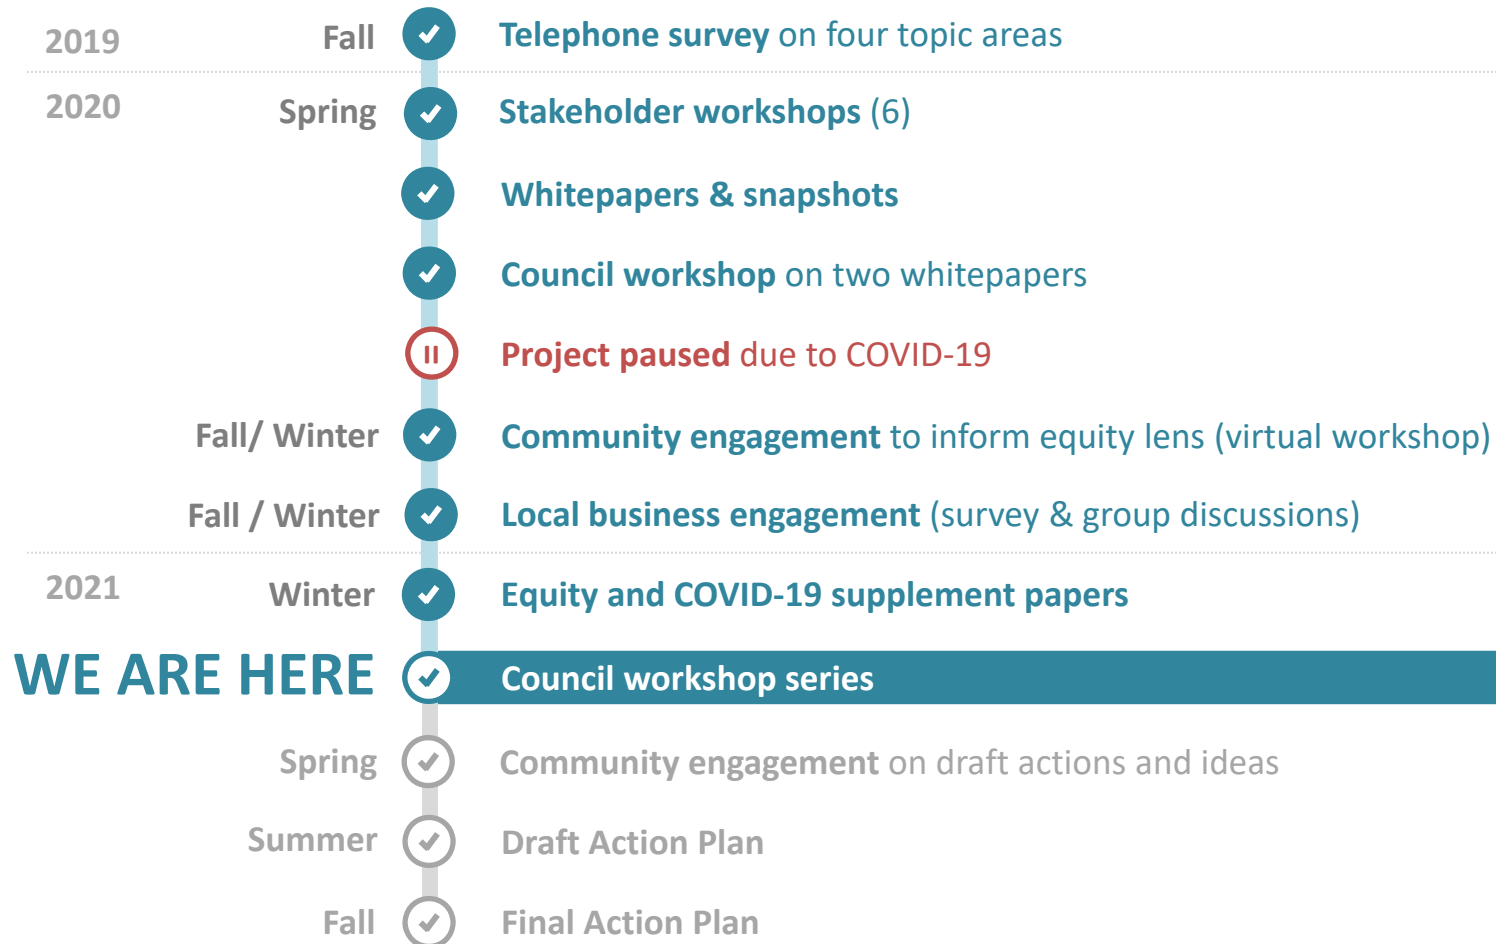 2019 Fall Telephone survey on four topic areas
2020 Spring Stakeholder workshops (6)
Whitepapers & snapshots
Council workshop on two whitepapers
Project paused due to COVID-19
Fall/ Winter Community engagement to inform equity lens (virtual workshop)
Fall / Winter Local business engagement (survey & group discussions)
2021 Winter Equity and COVID-19 supplement papers
WE ARE HERE Council workshop series
Spring Community engagement on draft actions and ideas
Summer Draft Action Plan
Fall Final Action Plan